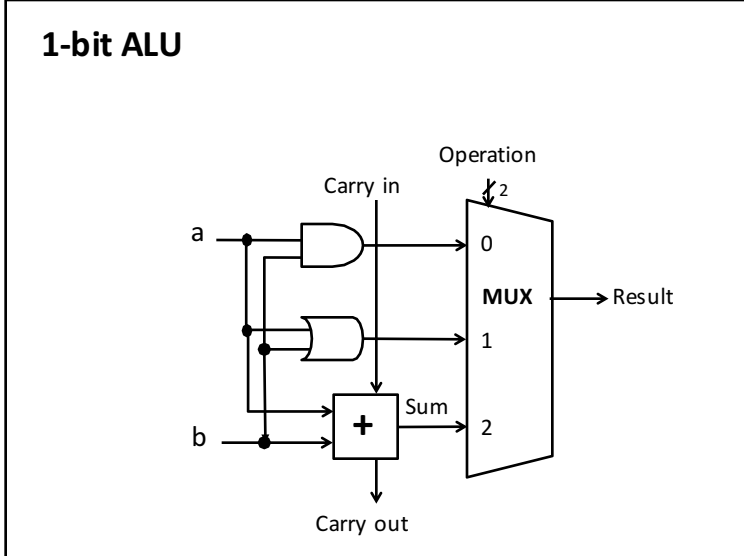 1-bit ALU
Operation
2
Carry in
a
0
MUX
Result
1
Sum
+
2
b
Carry out